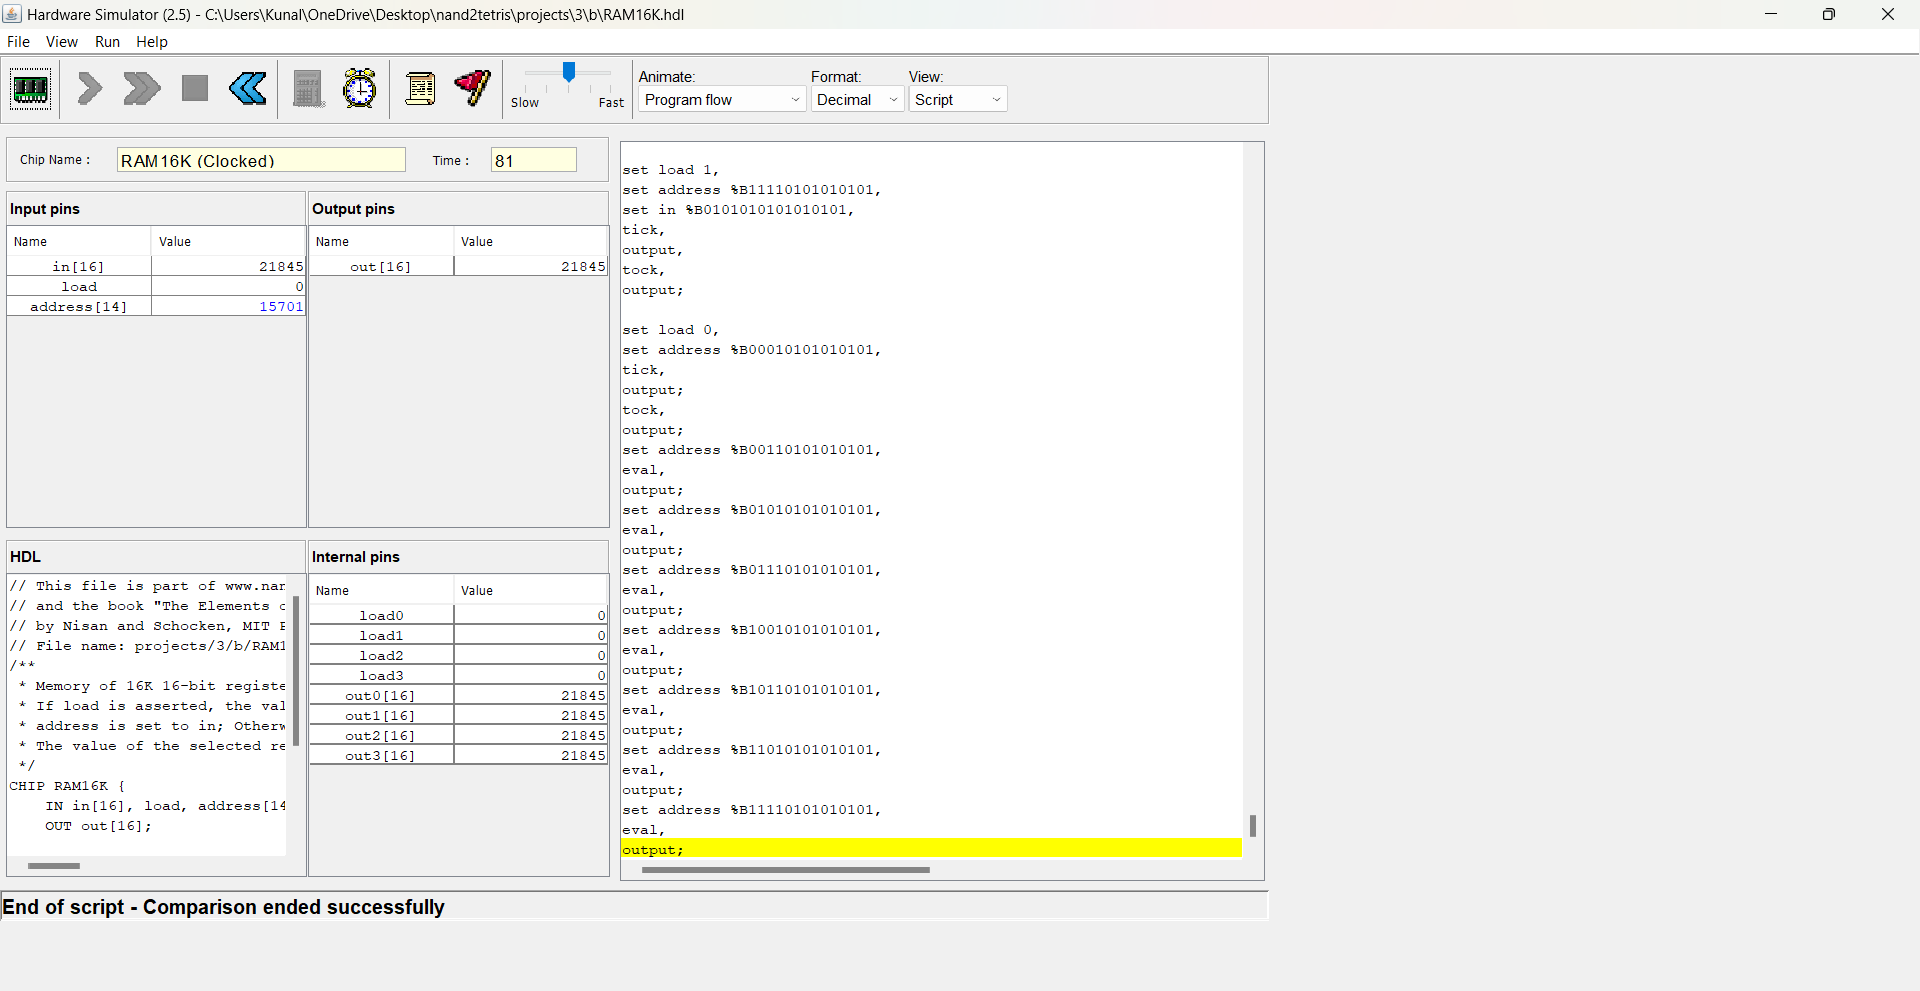 Hardware Simulator (2.5) - C:\Users\Kunal\OneDrive\Desktop\nand2tetris\projects\3\b\RAM16K.hdl
File View Run Help
Slow Fast
Animate: Format: View:
Program flow Decimal Script
Chip Name : RAM16K (Clocked) Time : 81
Input pins
Name Value
in[16] 21845
load 0
address[14] 15701
Output pins
Name Value
out[16] 21845
HDL
// This file is part of www.nan
// and the book "The Elements o
// by Nisan and Schocken, MIT P
// File name: projects/3/b/RAM1
/**
* Memory of 16K 16-bit registe
* If load is asserted, the val
* address is set to in; Otherw
* The value of the selected re
*/
CHIP RAM16K {
IN in[16], load, address[14
OUT out[16];
Internal pins
Name Value
load0 0
load1 0
load2 0
load3 0
out0[16] 21845
out1[16] 21845
out2[16] 21845
out3[16] 21845
set load 1,
set address %B11110101010101,
set in %B0101010101010101,
tick,
output,
tock,
output;
set load 0,
set address %B00010101010101,
tick,
output;
tock,
output;
set address %B00110101010101,
eval,
output;
set address %B01010101010101,
eval,
output;
set address %B01110101010101,
eval,
output;
set address %B10010101010101,
eval,
output;
set address %B10110101010101,
eval,
output;
set address %B11010101010101,
eval,
output;
set address %B11110101010101,
eval,
output;
End of script - Comparison ended successfully